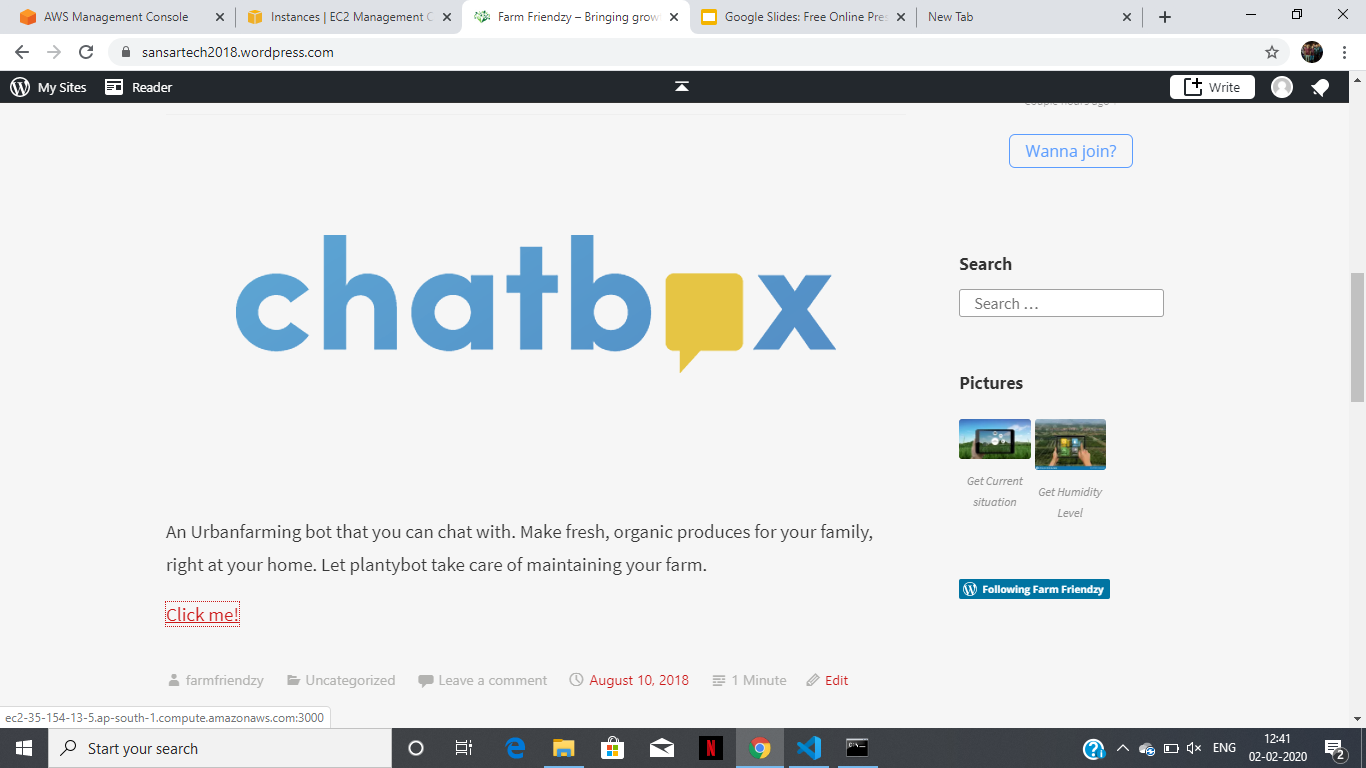 AWS Management Console
Instances | EC2 Management C
Farm Friendzy – Bringing grow
Google Slides: Free Online Pres
New Tab
sansartech2018.wordpress.com
My Sites
Reader
Write
Wanna join?
chatbox
Search
Search …
Pictures
Get Current
situation
Get Humidity
Level
An Urbanfarming bot that you can chat with. Make fresh, organic produces for your family,
right at your home. Let plantybot take care of maintaining your farm.
Click me!
Following Farm Friendzy
farmfriendzy
Uncategorized
Leave a comment
August 10, 2018
1 Minute
Edit
ec2-35-154-13-5.ap-south-1.compute.amazonaws.com:3000
Start your search
ENG
12:41
02-02-2020
2